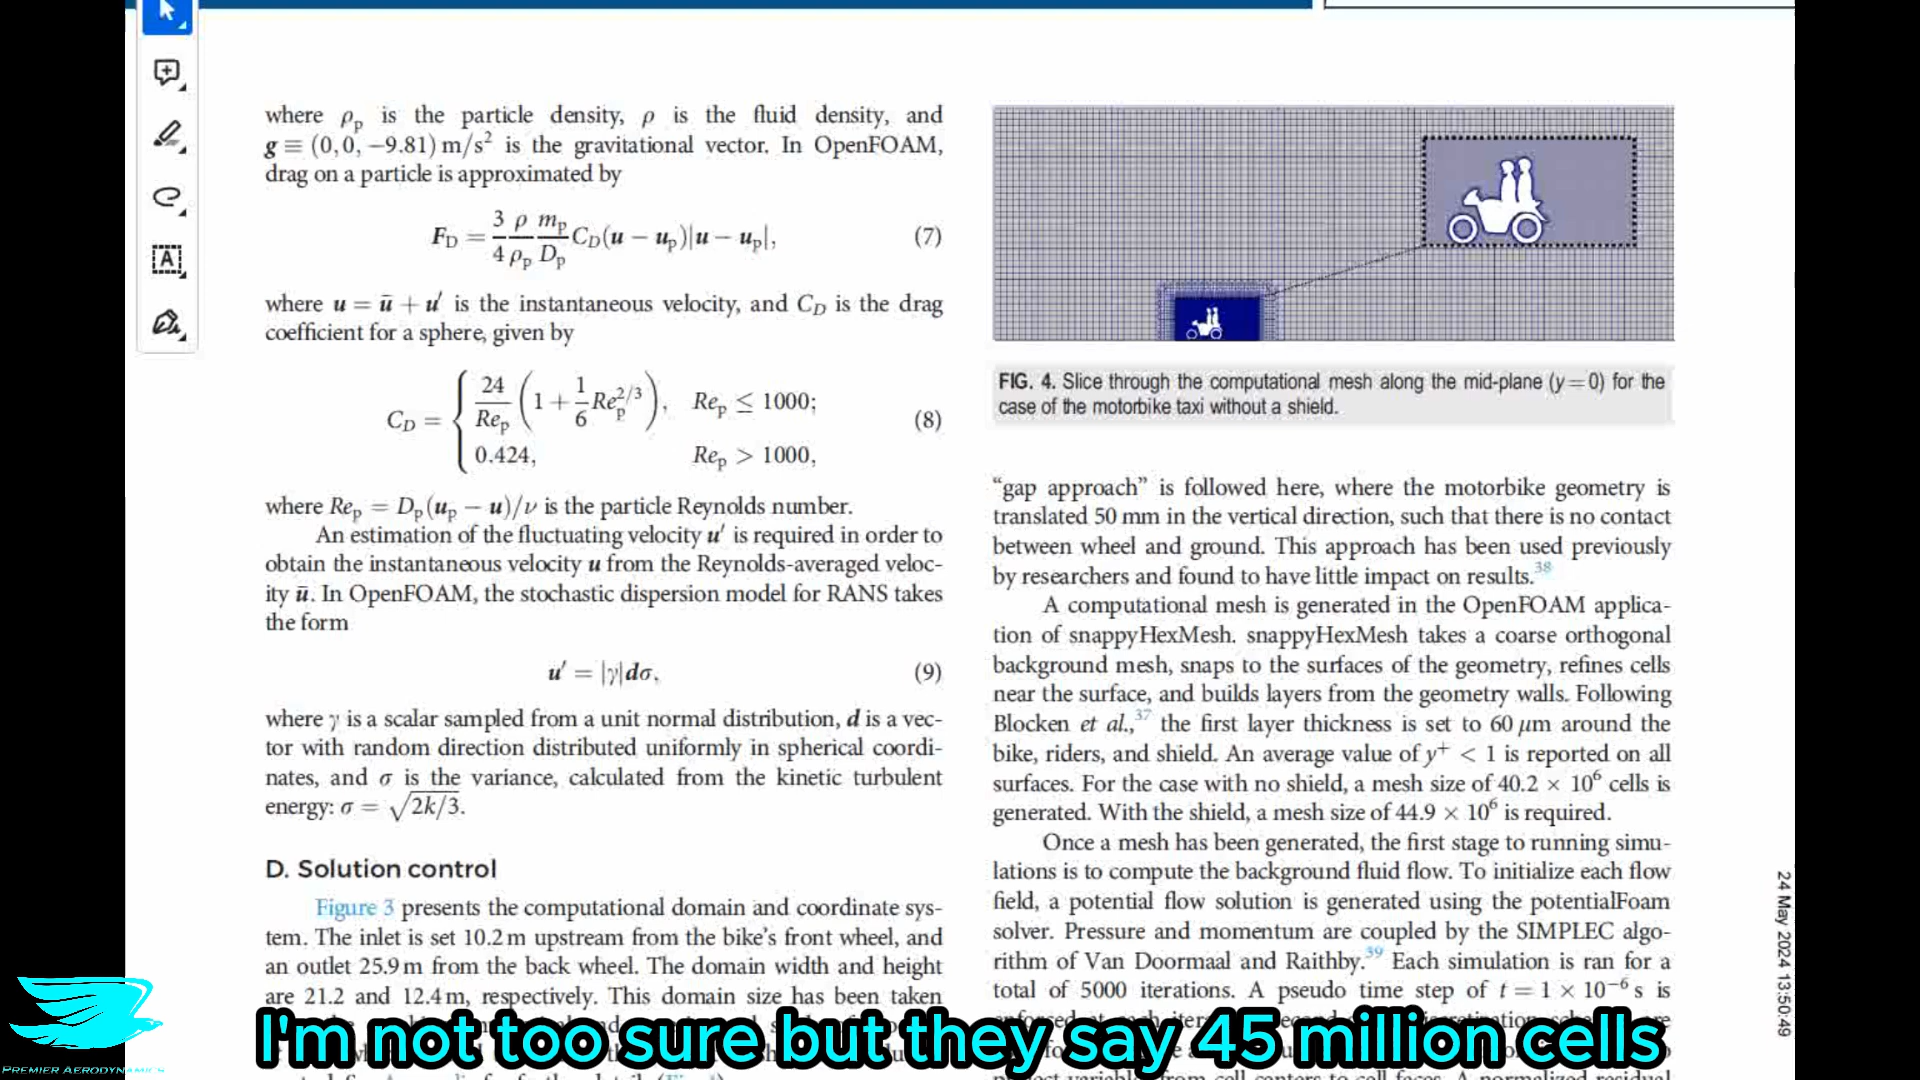 where ρp is the particle density, ρ is the fluid density, and
g ≡ (0, 0, −9.81) m/s² is the gravitational vector. In OpenFOAM,
drag on a particle is approximated by
FD = 3/4 ρ/ρp mp/Dp CD(u − up)|u − up|, (7)
where u = ū + u′ is the instantaneous velocity, and CD is the drag
coefficient for a sphere, given by
CD = { 24/Rep (1 + 1/6 Rep^2/3), Rep ≤ 1000;
0.424, Rep > 1000, (8)
where Rep = Dp(up − u)/ν is the particle Reynolds number.
An estimation of the fluctuating velocity u′ is required in order to
obtain the instantaneous velocity u from the Reynolds-averaged veloc-
ity ū. In OpenFOAM, the stochastic dispersion model for RANS takes
the form
u′ = |γ|dσ, (9)
where γ is a scalar sampled from a unit normal distribution, d is a vec-
tor with random direction distributed uniformly in spherical coordi-
nates, and σ is the variance, calculated from the kinetic turbulent
energy: σ = √2k/3.
D. Solution control
Figure 3 presents the computational domain and coordinate sys-
tem. The inlet is set 10.2 m upstream from the bike's front wheel, and
an outlet 25.9 m from the back wheel. The domain width and height
are 21.2 and 12.4 m, respectively. This domain size has been taken
FIG. 4. Slice through the computational mesh along the mid-plane (y = 0) for the
case of the motorbike taxi without a shield.
“gap approach” is followed here, where the motorbike geometry is
translated 50 mm in the vertical direction, such that there is no contact
between wheel and ground. This approach has been used previously
by researchers and found to have little impact on results.38
A computational mesh is generated in the OpenFOAM applica-
tion of snappyHexMesh. snappyHexMesh takes a coarse orthogonal
background mesh, snaps to the surfaces of the geometry, refines cells
near the surface, and builds layers from the geometry walls. Following
Blocken et al.,37 the first layer thickness is set to 60 μm around the
bike, riders, and shield. An average value of y+ < 1 is reported on all
surfaces. For the case with no shield, a mesh size of 40.2 × 10⁶ cells is
generated. With the shield, a mesh size of 44.9 × 10⁶ is required.
Once a mesh has been generated, the first stage to running simu-
lations is to compute the background fluid flow. To initialize each flow
field, a potential flow solution is generated using the potentialFoam
solver. Pressure and momentum are coupled by the SIMPLEC algo-
rithm of Van Doormaal and Raithby.39 Each simulation is ran for a
total of 5000 iterations. A pseudo time step of t = 1 × 10⁻⁶ s is
24 May 2024 13:50:49
I'm not too sure but they say 45 million cells
PREMIER AERODYNAMICS